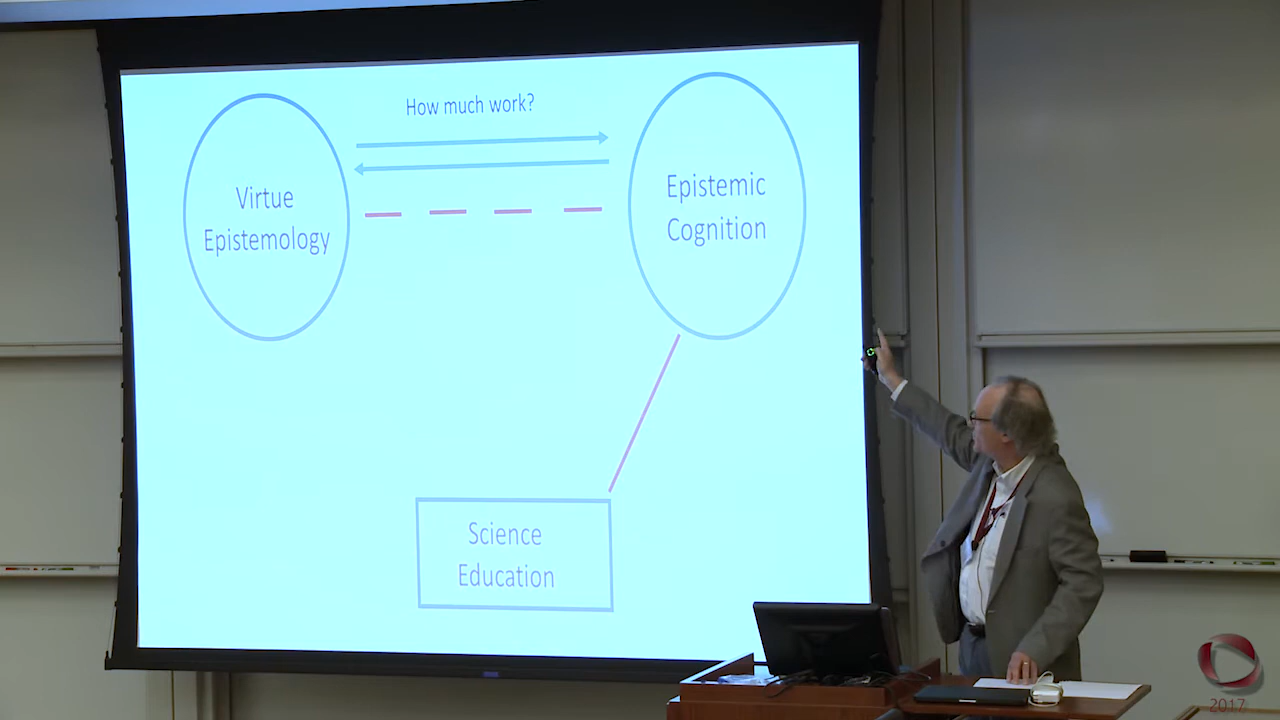 How much work?
Virtue
Epistemology
Epistemic
Cognition
Science
Education
2017